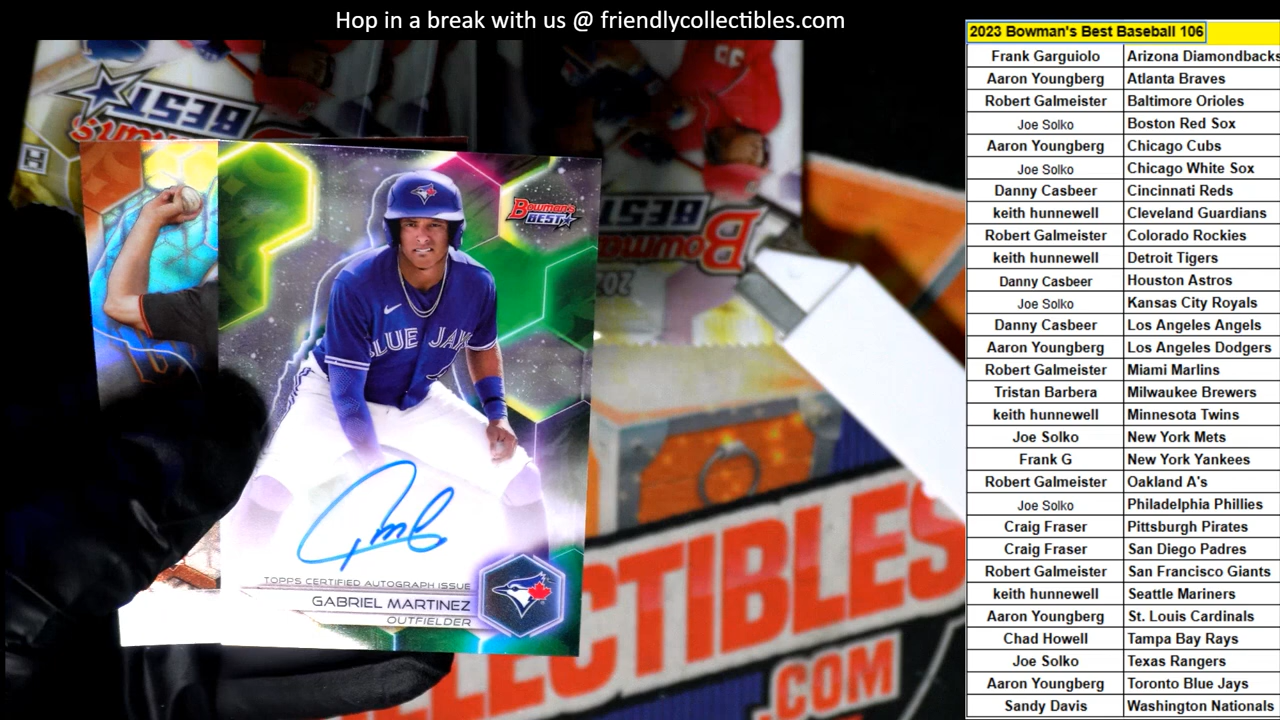 Hop in a break with us @ friendlycollectibles.com
2023 Bowman's Best Baseball 106
Frank Garguiolo Arizona Diamondbacks
Aaron Youngberg Atlanta Braves
Robert Galmeister Baltimore Orioles
Joe Solko Boston Red Sox
Aaron Youngberg Chicago Cubs
Joe Solko Chicago White Sox
Danny Casbeer Cincinnati Reds
keith hunnewell Cleveland Guardians
Robert Galmeister Colorado Rockies
keith hunnewell Detroit Tigers
Danny Casbeer Houston Astros
Joe Solko Kansas City Royals
Danny Casbeer Los Angeles Angels
Aaron Youngberg Los Angeles Dodgers
Robert Galmeister Miami Marlins
Tristan Barbera Milwaukee Brewers
keith hunnewell Minnesota Twins
Joe Solko New York Mets
Frank G New York Yankees
Robert Galmeister Oakland A's
Joe Solko Philadelphia Phillies
Craig Fraser Pittsburgh Pirates
Craig Fraser San Diego Padres
Robert Galmeister San Francisco Giants
keith hunnewell Seattle Mariners
Aaron Youngberg St. Louis Cardinals
Chad Howell Tampa Bay Rays
Joe Solko Texas Rangers
Aaron Youngberg Toronto Blue Jays
Sandy Davis Washington Nationals
BEST
BOWMAN'S
BEST
BEST
BOWMAN
BLUE JAYS
TOPPS CERTIFIED AUTOGRAPH ISSUE
GABRIEL MARTINEZ
OUTFIELDER
LECTIBLES
.COM